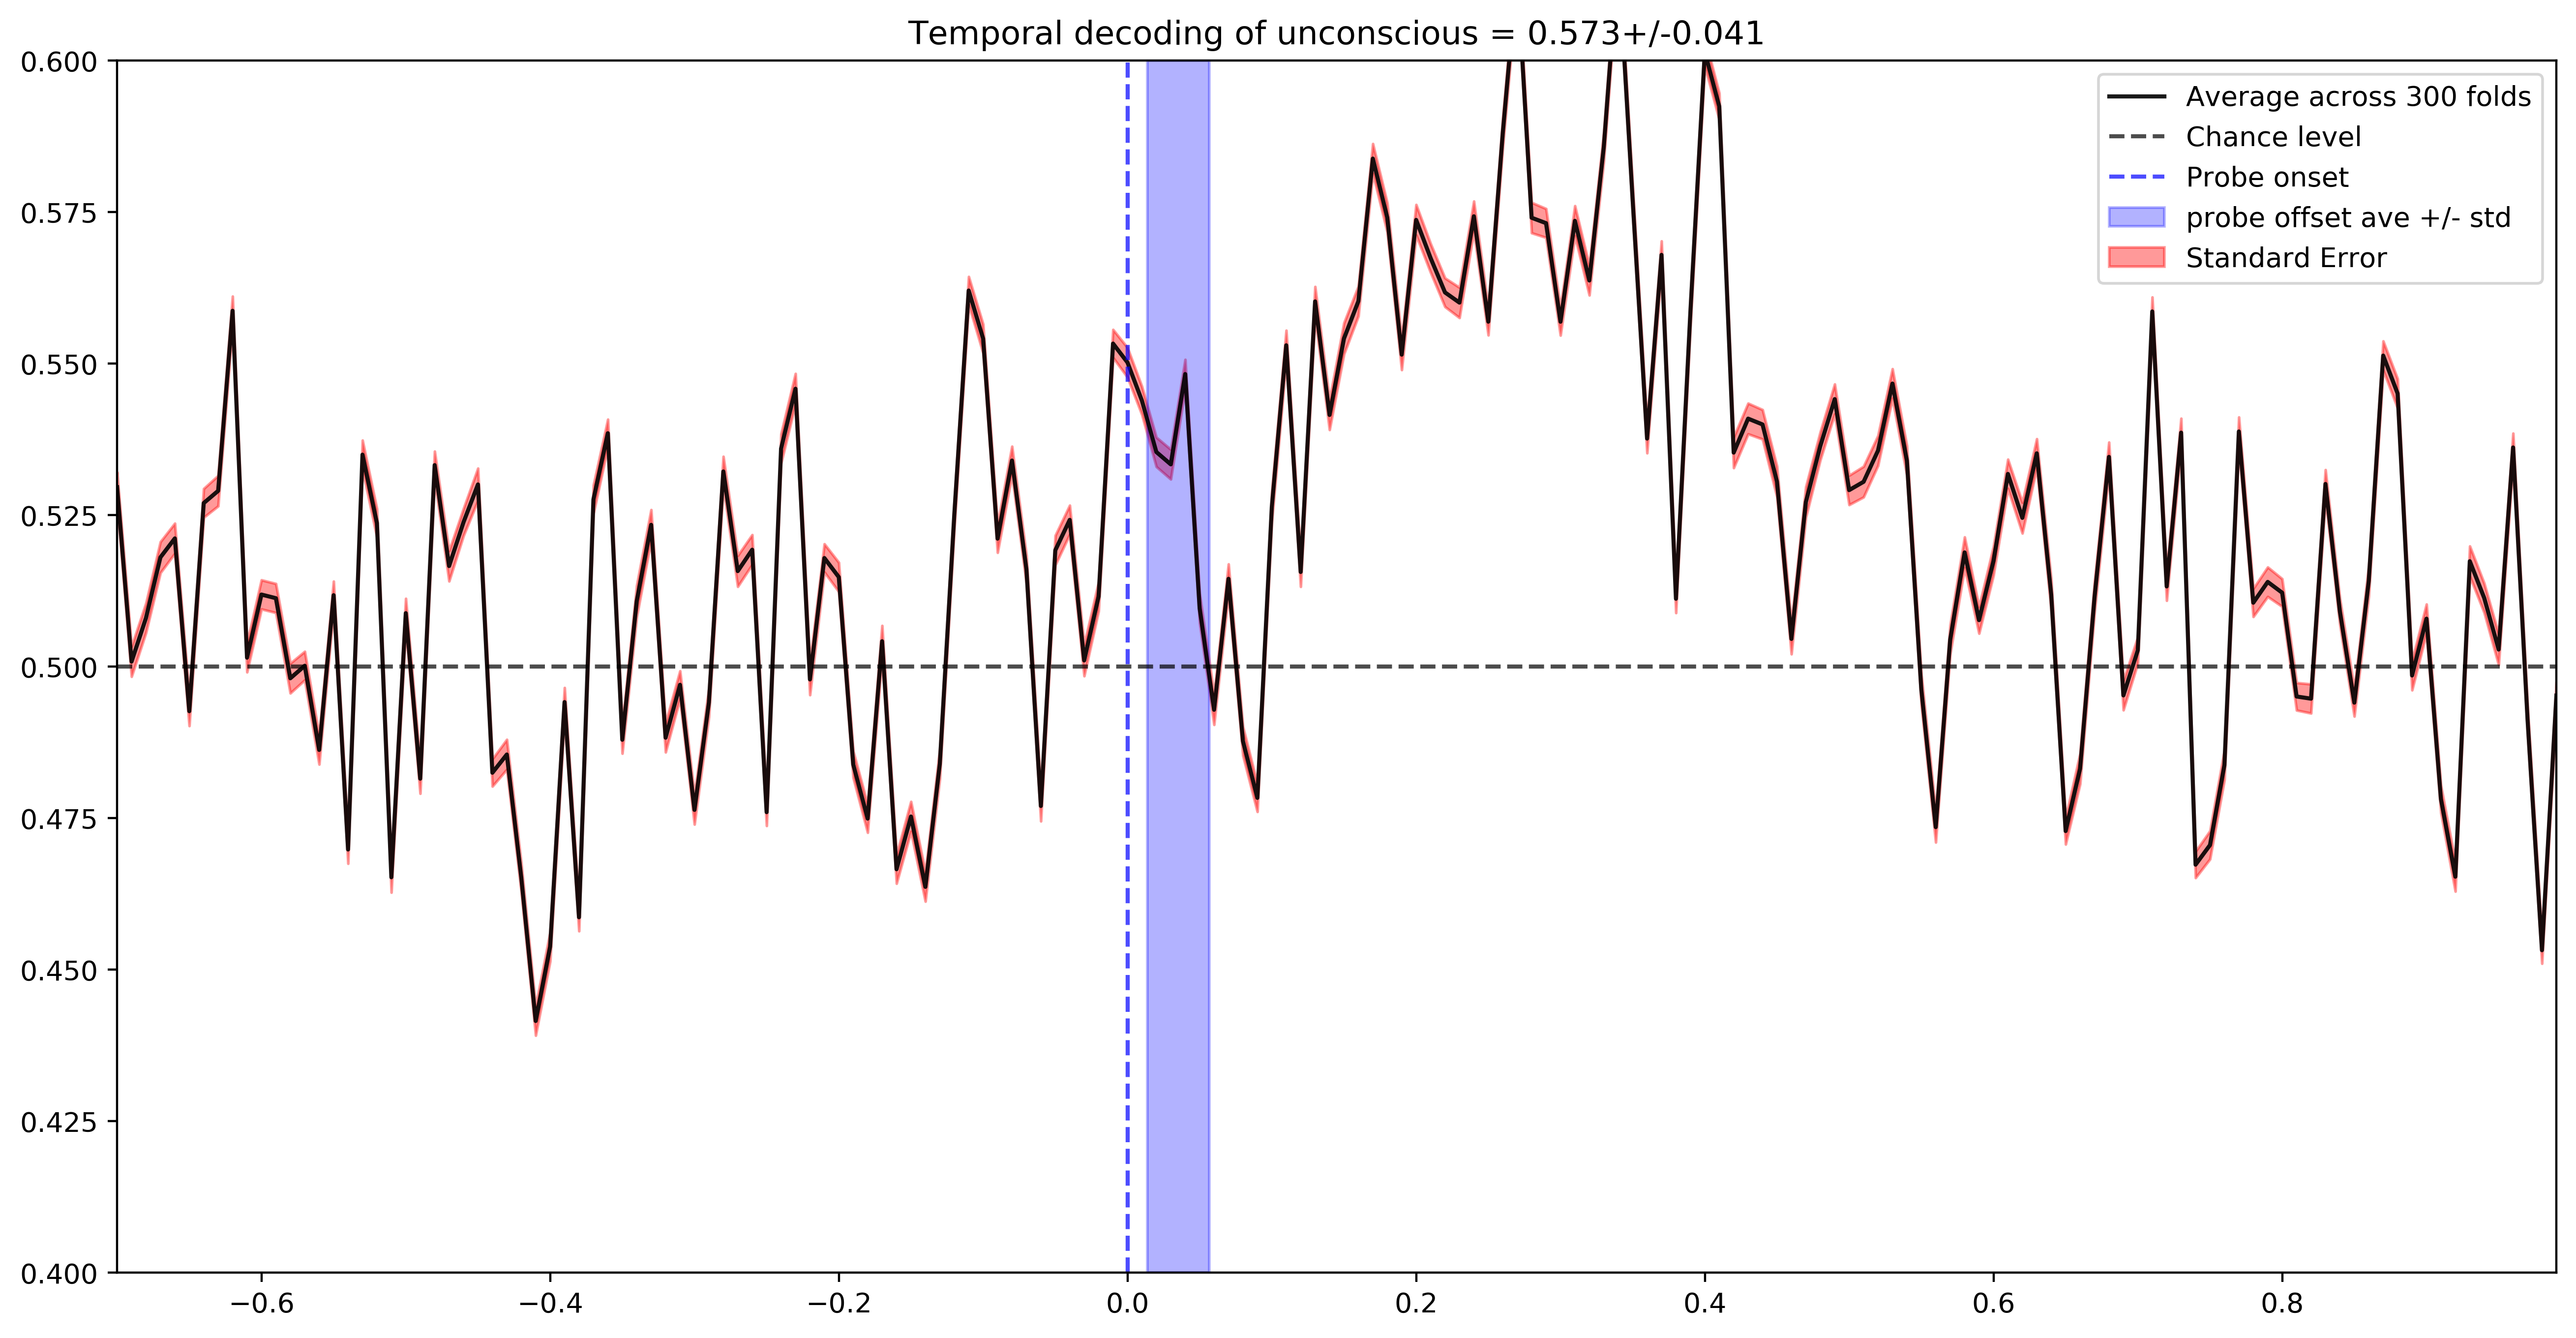 Temporal decoding of unconscious = 0.573+/-0.041
0.600
0.575
0.550
0.525
0.500
0.475
0.450
0.425
0.400
−0.6
−0.4
−0.2
0.0
0.2
0.4
0.6
0.8
Average across 300 folds
Chance level
Probe onset
probe offset ave +/- std
Standard Error